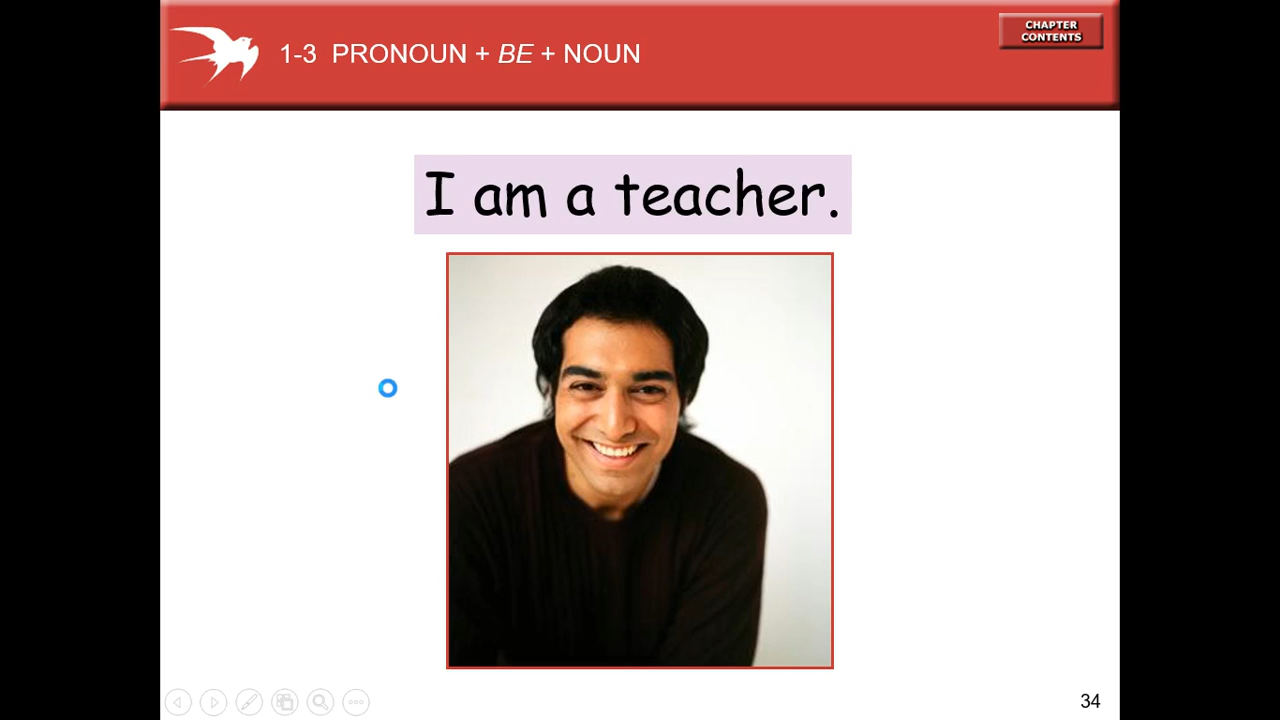 1-3 PRONOUN + BE + NOUN
CHAPTER
CONTENTS
I am a teacher.
34